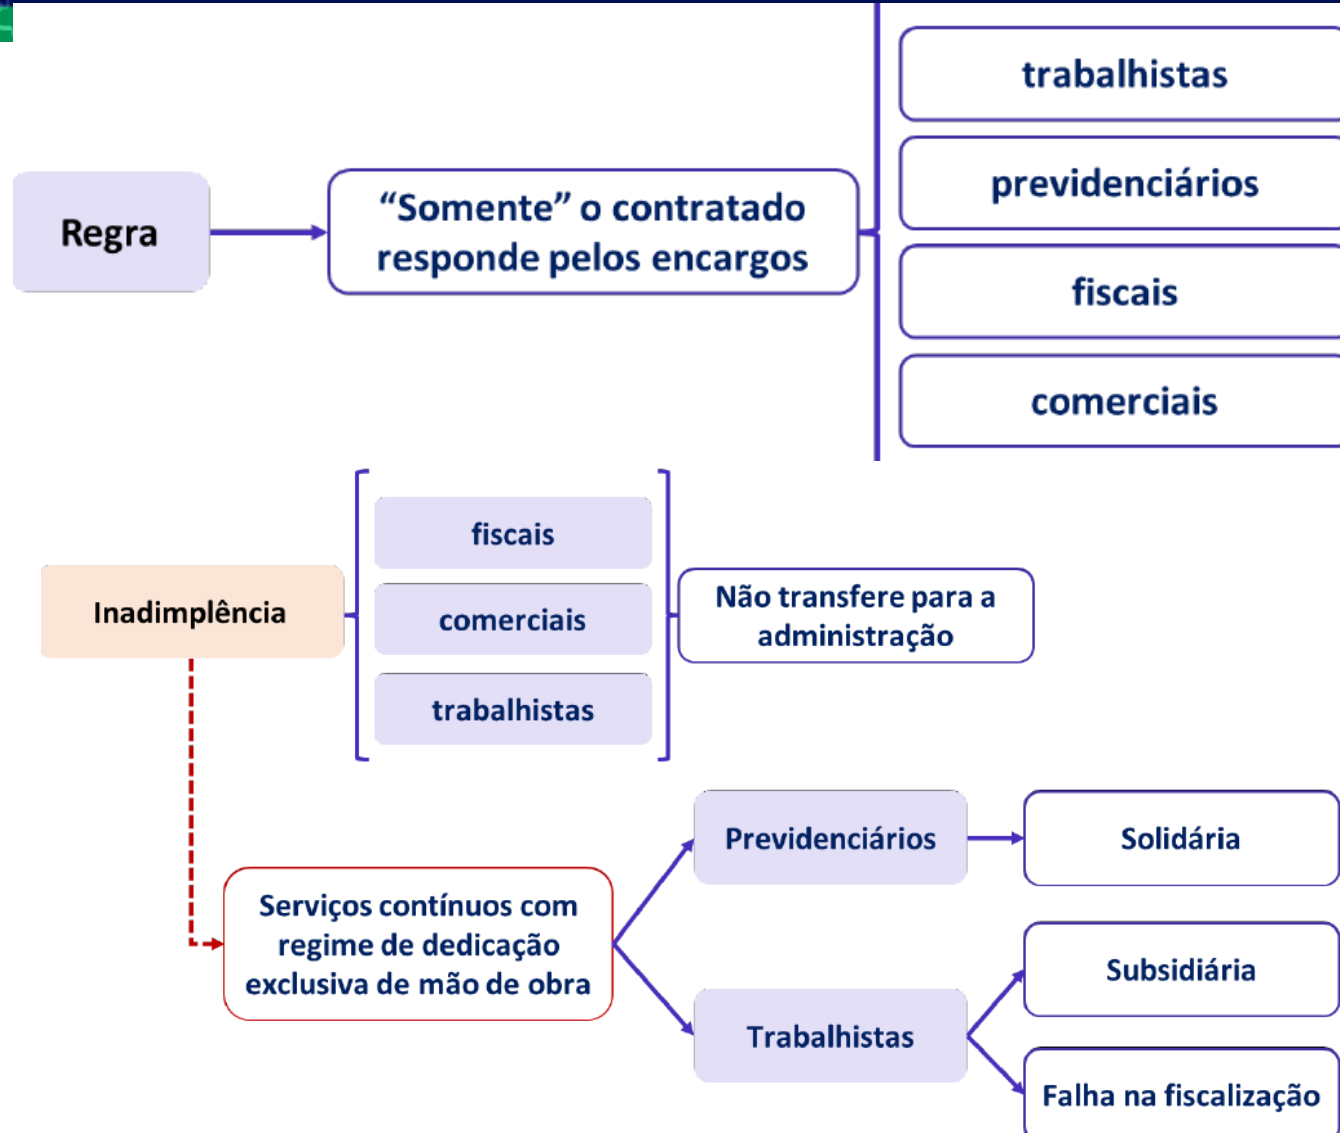 trabalhistas
previdenciários
Regra
“Somente” o contratado
responde pelos encargos
fiscais
comerciais
fiscais
Inadimplência
comerciais
trabalhistas
Não transfere para a
administração
Previdenciários
Solidária
Serviços contínuos com
regime de dedicação
exclusiva de mão de obra
Trabalhistas
Subsidiária
Falha na fiscalização